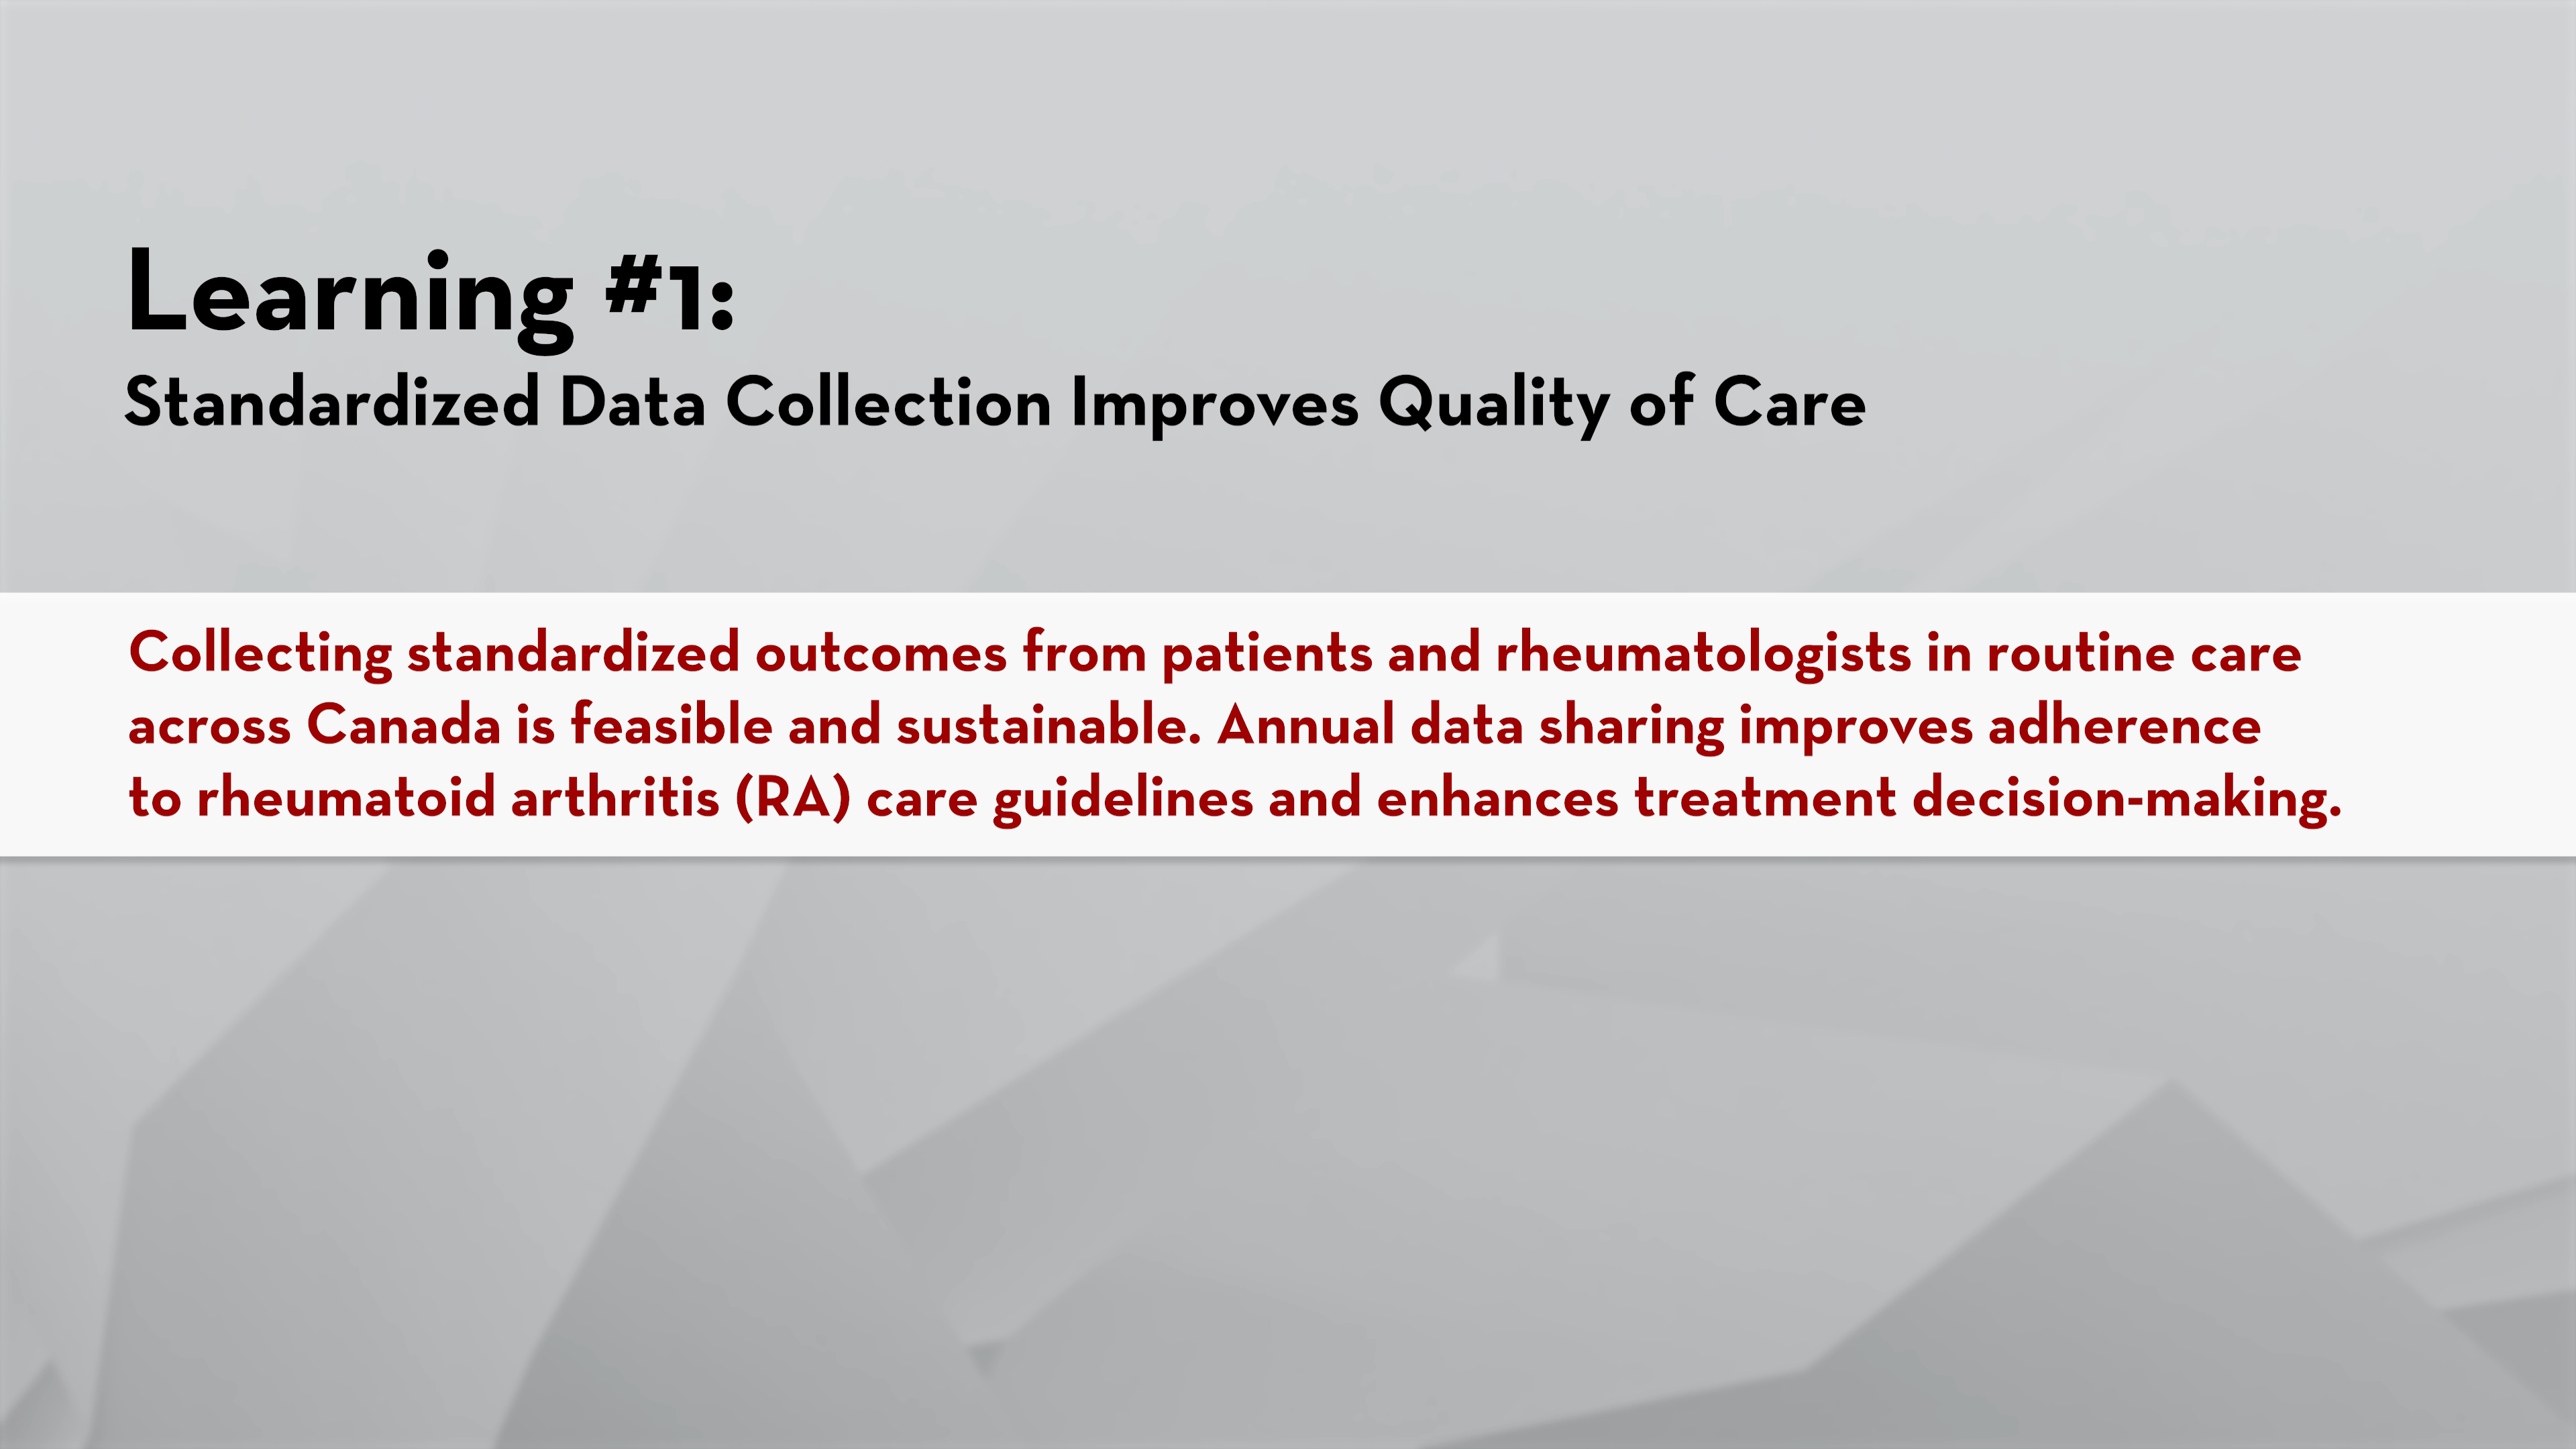 Learning #1:
Standardized Data Collection Improves Quality of Care
Collecting standardized outcomes from patients and rheumatologists in routine care
across Canada is feasible and sustainable. Annual data sharing improves adherence
to rheumatoid arthritis (RA) care guidelines and enhances treatment decision-making.